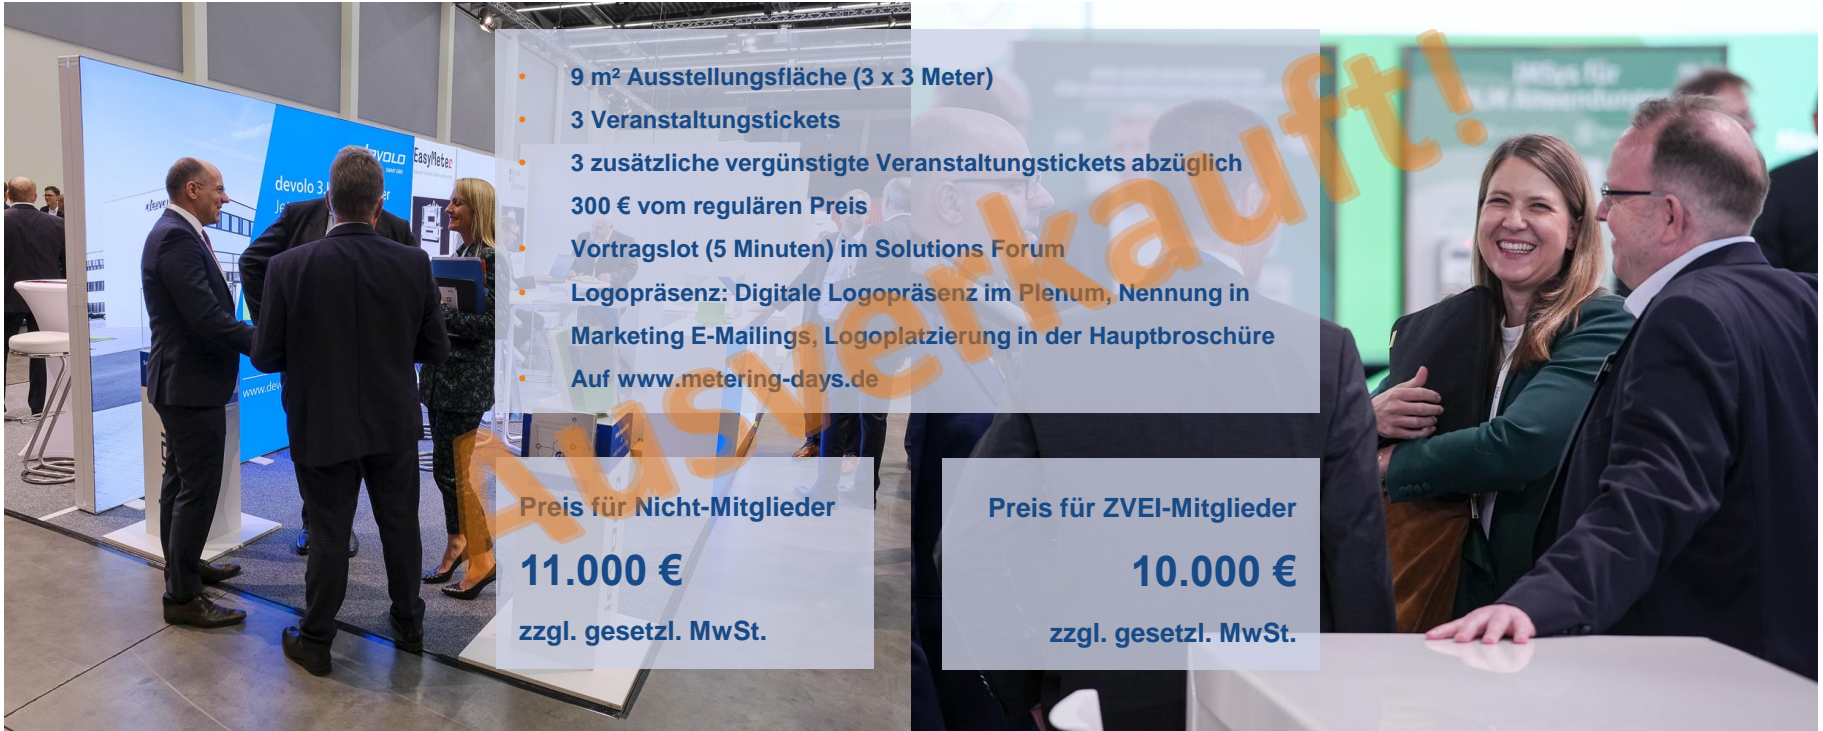 9 m² Ausstellungsfläche (3 x 3 Meter)
3 Veranstaltungstickets
3 zusätzliche vergünstigte Veranstaltungstickets abzüglich
300 € vom regulären Preis
Vortragslot (5 Minuten) im Solutions Forum
Logopräsenz: Digitale Logopräsenz im Plenum, Nennung in
Marketing E-Mailings, Logoplatzierung in der Hauptbroschüre
Auf www.metering-days.de
Ausverkauft!
Preis für Nicht-Mitglieder
11.000 €
zzgl. gesetzl. MwSt.
Preis für ZVEI-Mitglieder
10.000 €
zzgl. gesetzl. MwSt.
devolo
EasyMeter
devolo
iMSys für